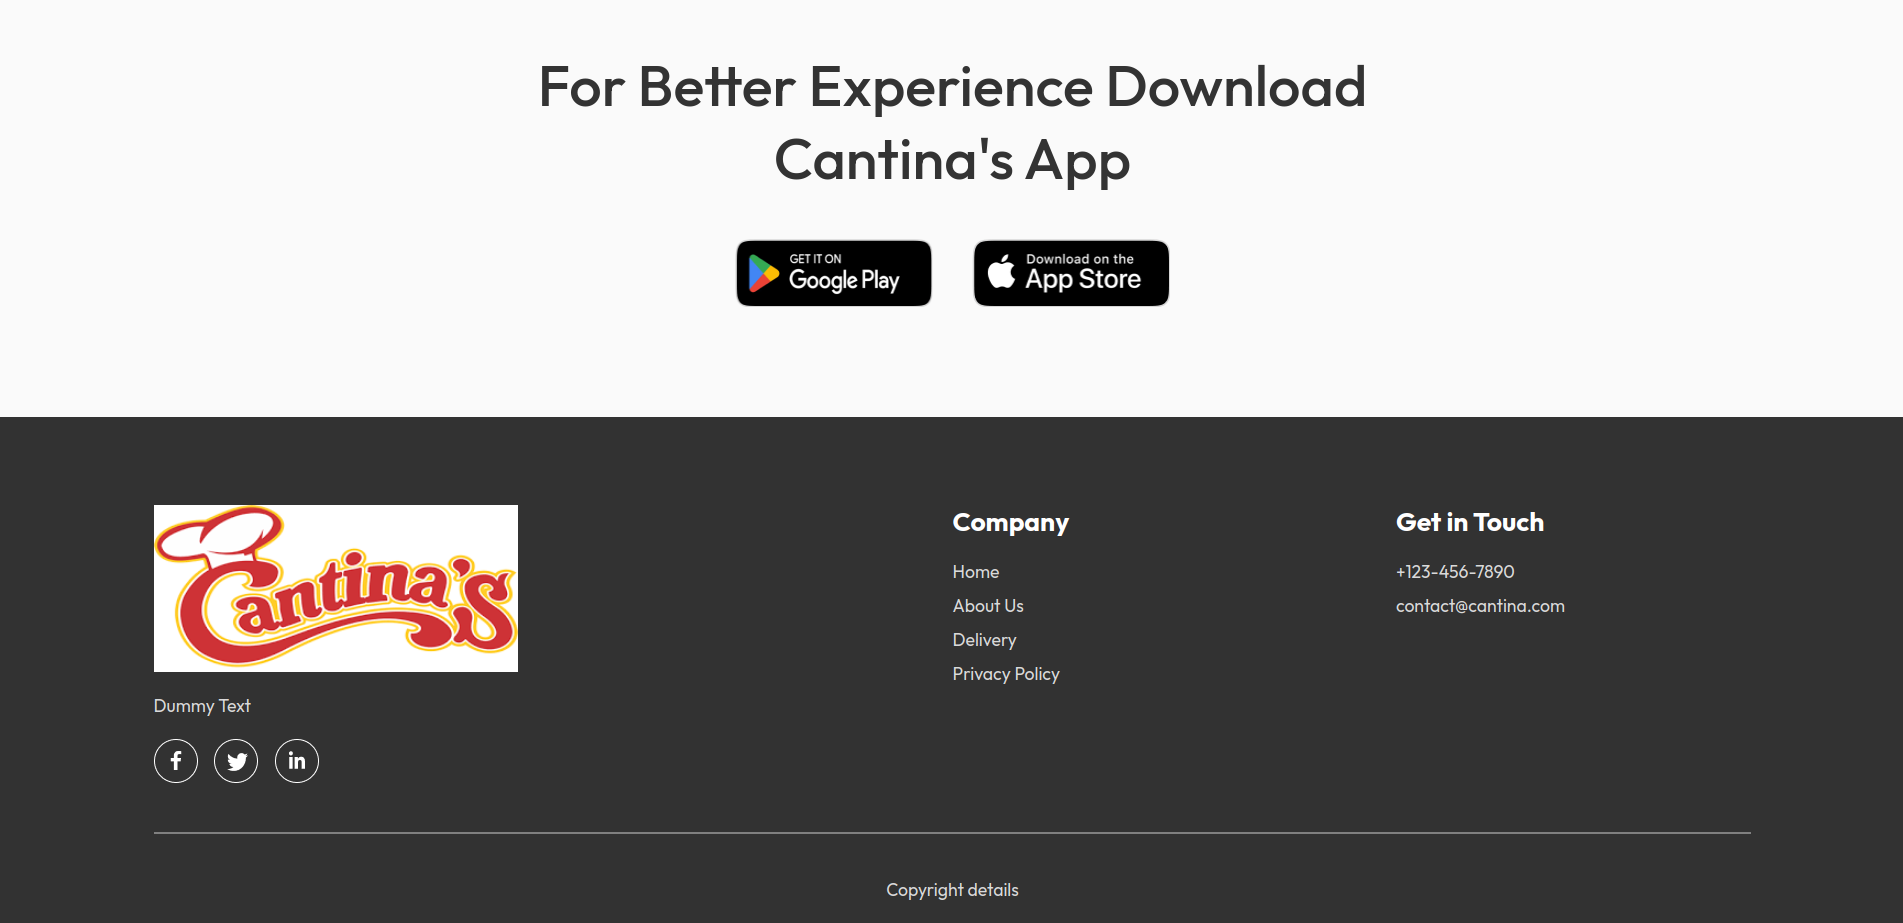 For Better Experience Download
Cantina's App
GET IT ON
Google Play
Download on the
App Store
Cantina's
Dummy Text
Company
Home
About Us
Delivery
Privacy Policy
Get in Touch
+123-456-7890
contact@cantina.com
Copyright details